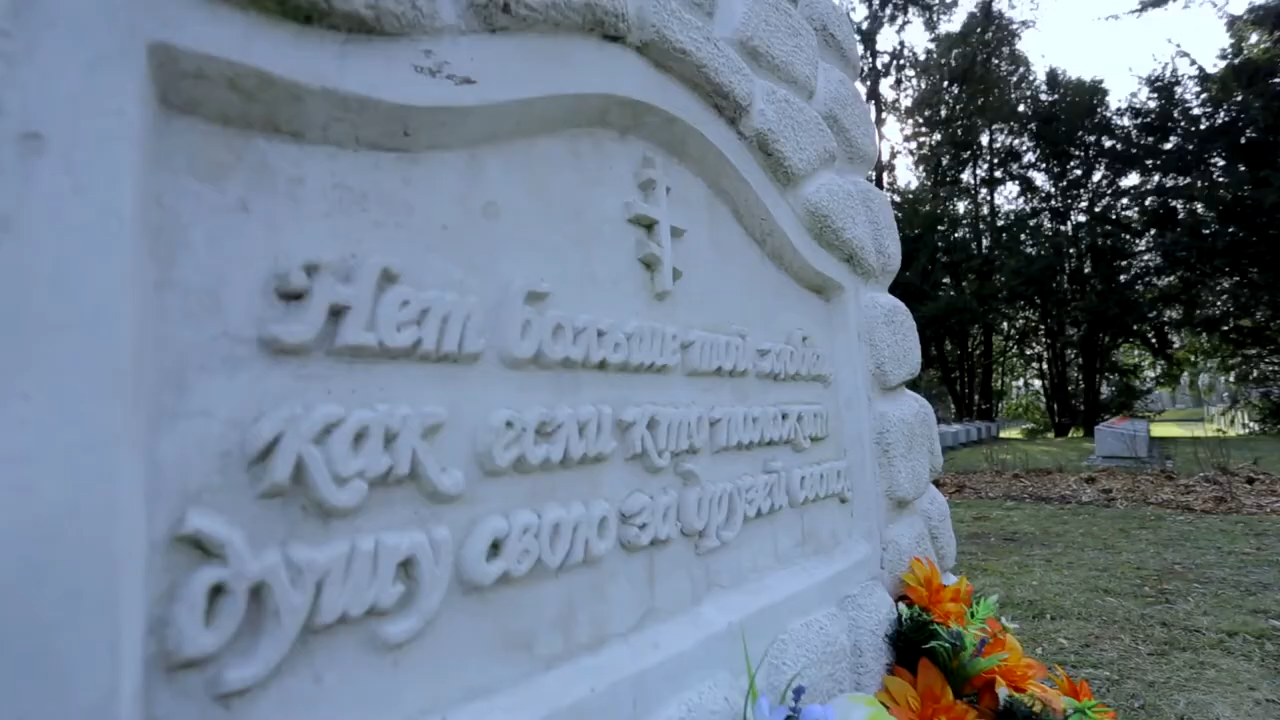 Нет больше той любви,
как если кто положит
душу свою за друзей своих.